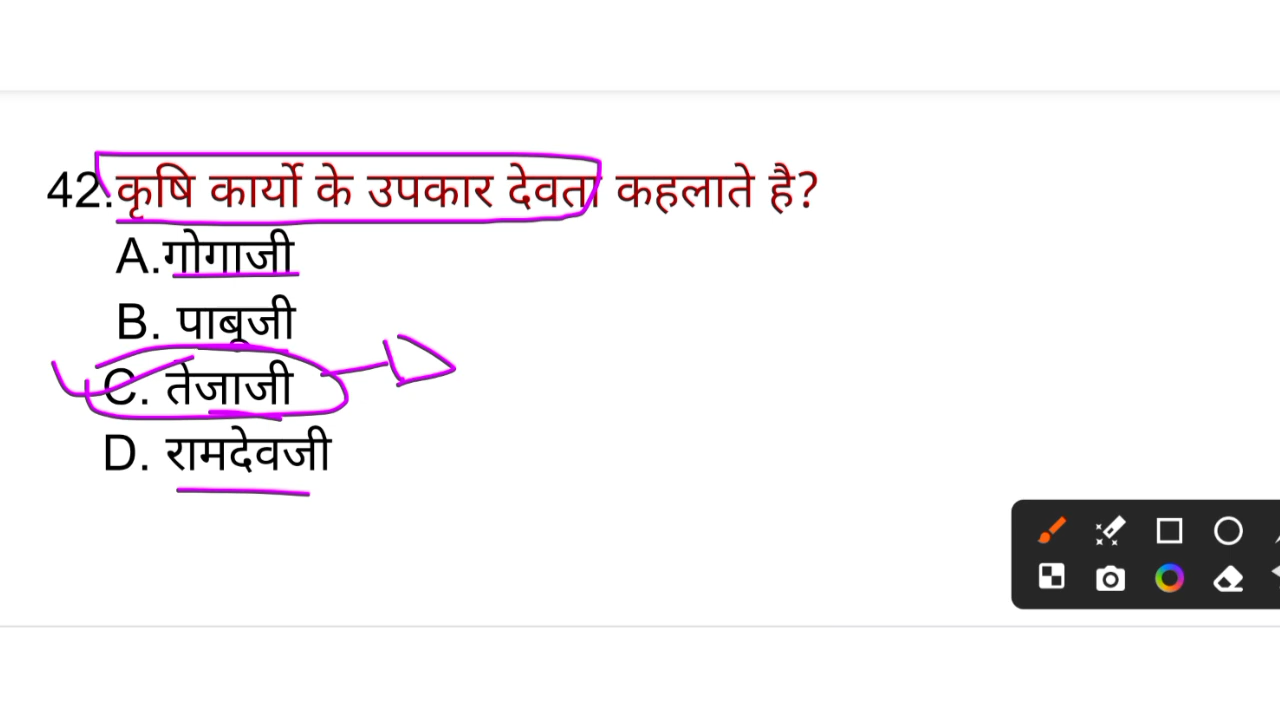 42.कृषि कार्यो के उपकार देवता कहलाते है?
A.गोगाजी
B. पाबूजी
C. तेजाजी
D. रामदेवजी